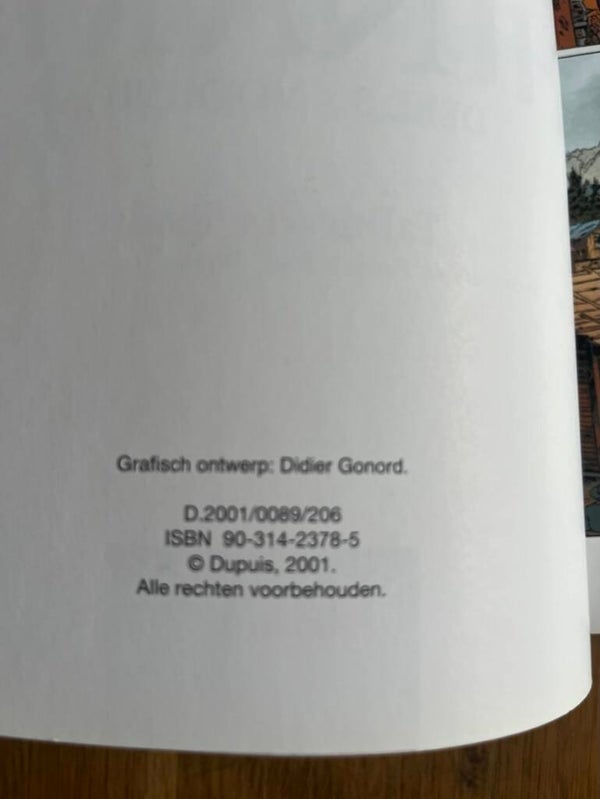 Grafisch ontwerp: Didier Gonord.
D.2001/0089/206
ISBN 90-314-2378-5
© Dupuis, 2001.
Alle rechten voorbehouden.